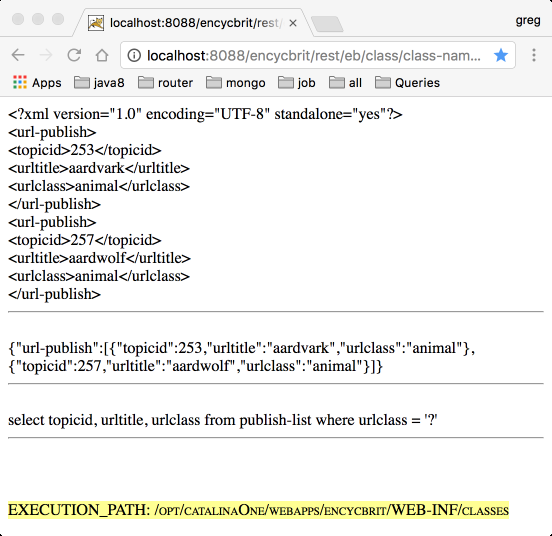 localhost:8088/encycbrit/rest/
greg
localhost:8088/encycbrit/rest/eb/class/class-nam...
Apps java8 router mongo job all Queries
<?xml version="1.0" encoding="UTF-8" standalone="yes"?>
<url-publish>
<topicid>253</topicid>
<urltitle>aardvark</urltitle>
<urlclass>animal</urlclass>
</url-publish>
<url-publish>
<topicid>257</topicid>
<urltitle>aardwolf</urltitle>
<urlclass>animal</urlclass>
</url-publish>
{"url-publish":[{"topicid":253,"urltitle":"aardvark","urlclass":"animal"},
{"topicid":257,"urltitle":"aardwolf","urlclass":"animal"}]}
select topicid, urltitle, urlclass from publish-list where urlclass = '?'
EXECUTION_PATH: /opt/catalinaOne/webapps/encycbrit/WEB-INF/classes